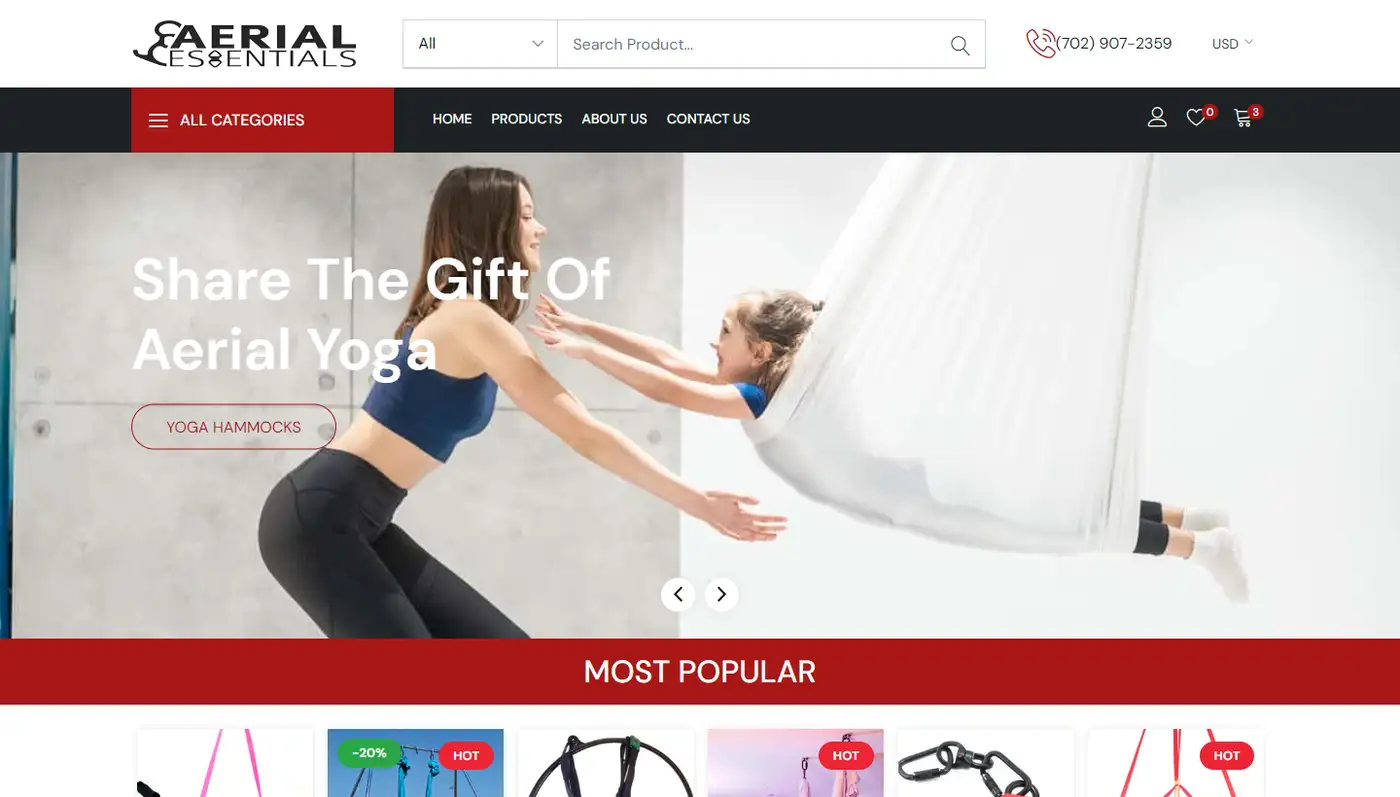 AERIAL
ESSENTIALS
All
Search Product...
(702) 907-2359
USD
ALL CATEGORIES
HOME
PRODUCTS
ABOUT US
CONTACT US
0
3
Share The Gift Of
Aerial Yoga
YOGA HAMMOCKS
MOST POPULAR
-20%
HOT
HOT
HOT